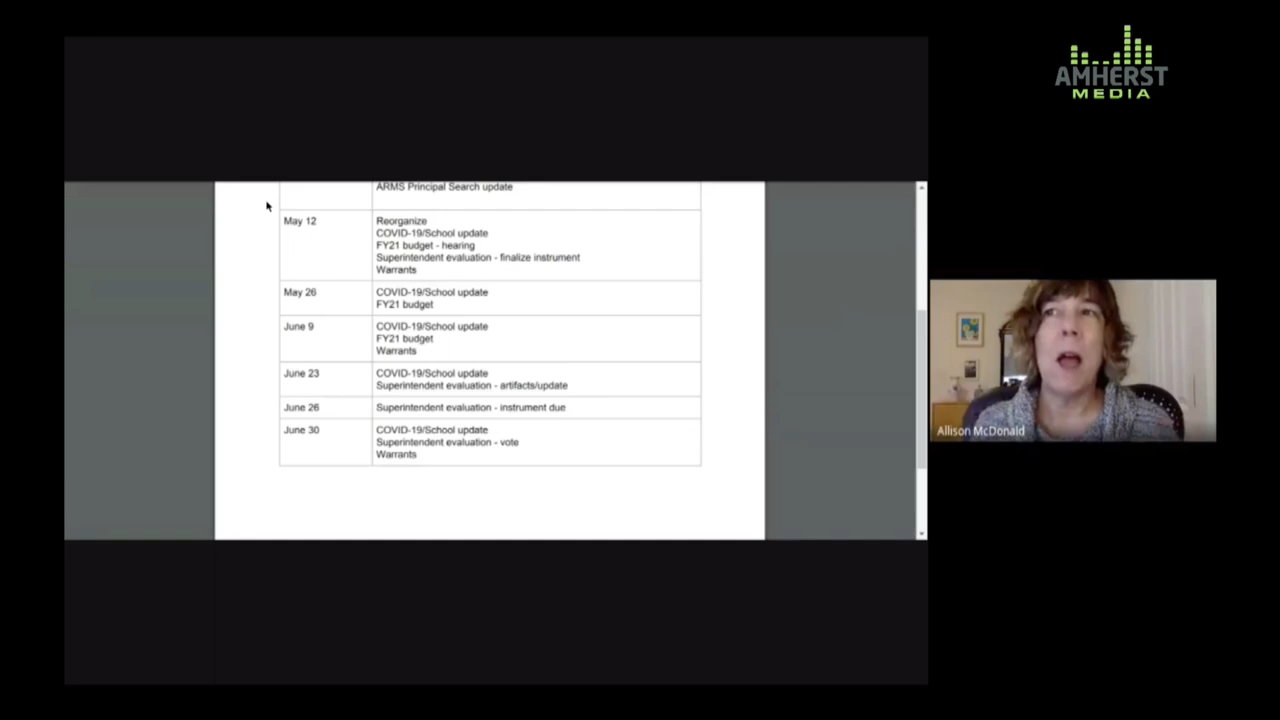 AMHERST
MEDIA
ARMS Principal Search update
May 12
Reorganize
COVID-19/School update
FY21 budget - hearing
Superintendent evaluation - finalize instrument
Warrants
May 26
COVID-19/School update
FY21 budget
June 9
COVID-19/School update
FY21 budget
Warrants
June 23
COVID-19/School update
Superintendent evaluation - artifacts/update
June 26
Superintendent evaluation - instrument due
June 30
COVID-19/School update
Superintendent evaluation - vote
Warrants
Allison McDonald